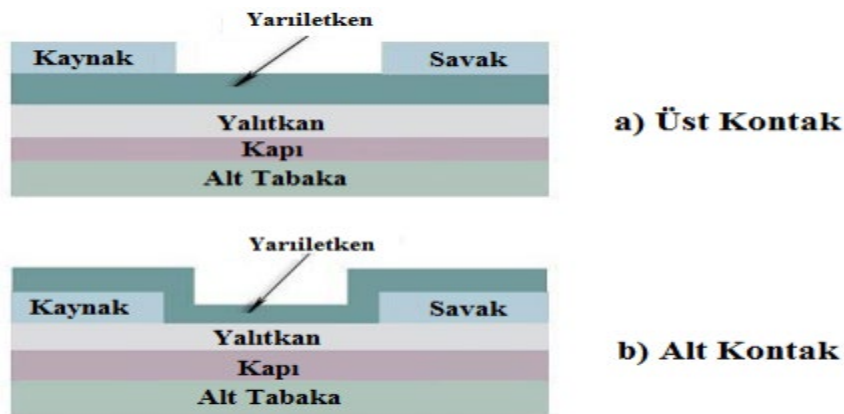 Yarıiletken
Kaynak
Savak
Yalıtkan
Kapı
Alt Tabaka
a) Üst Kontak
Yarıiletken
Kaynak
Savak
Yalıtkan
Kapı
Alt Tabaka
b) Alt Kontak